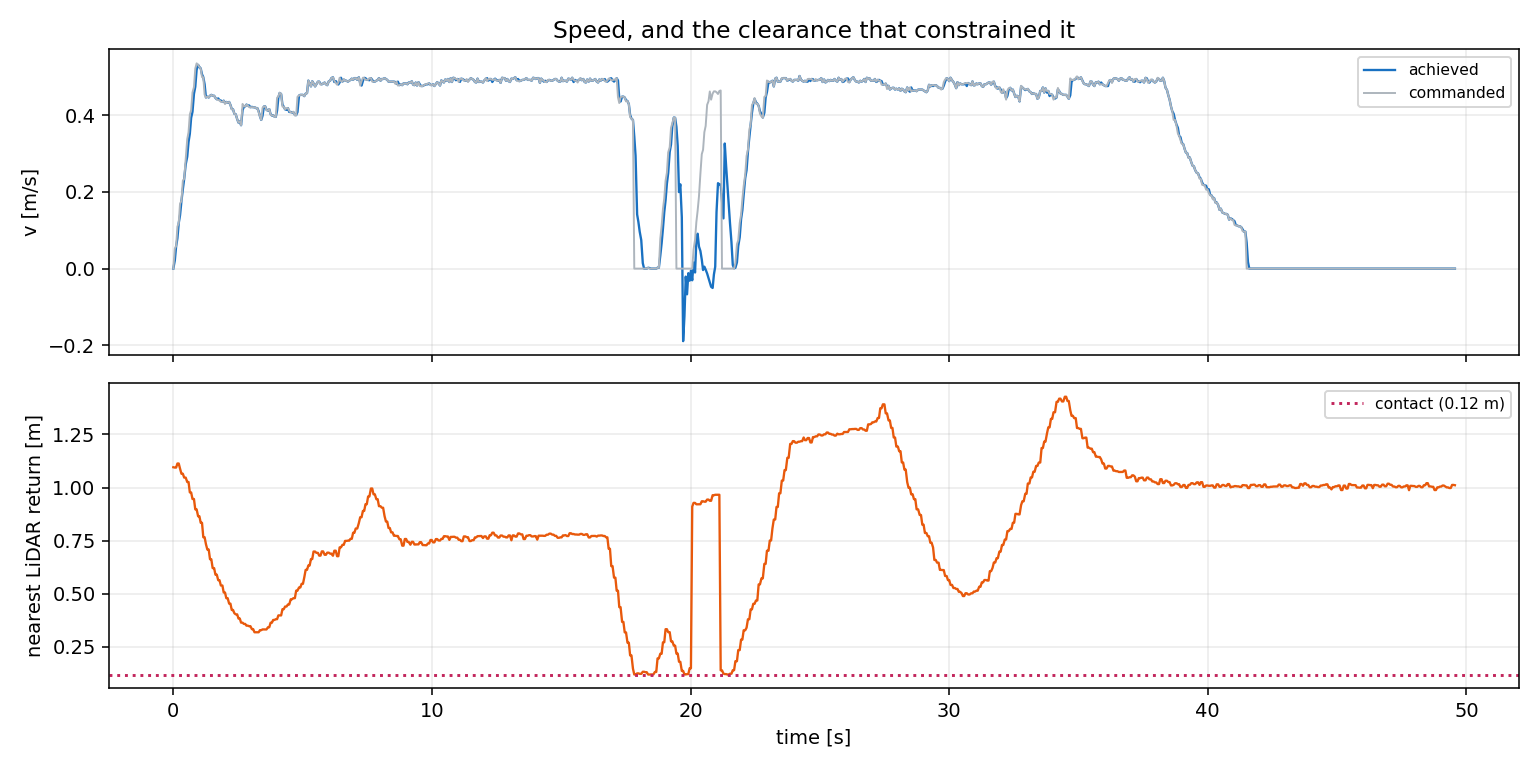 Speed, and the clearance that constrained it
achieved
commanded
v [m/s]
0.4
0.2
0.0
−0.2
contact (0.12 m)
nearest LiDAR return [m]
1.25
1.00
0.75
0.50
0.25
0 10 20 30 40 50
time [s]